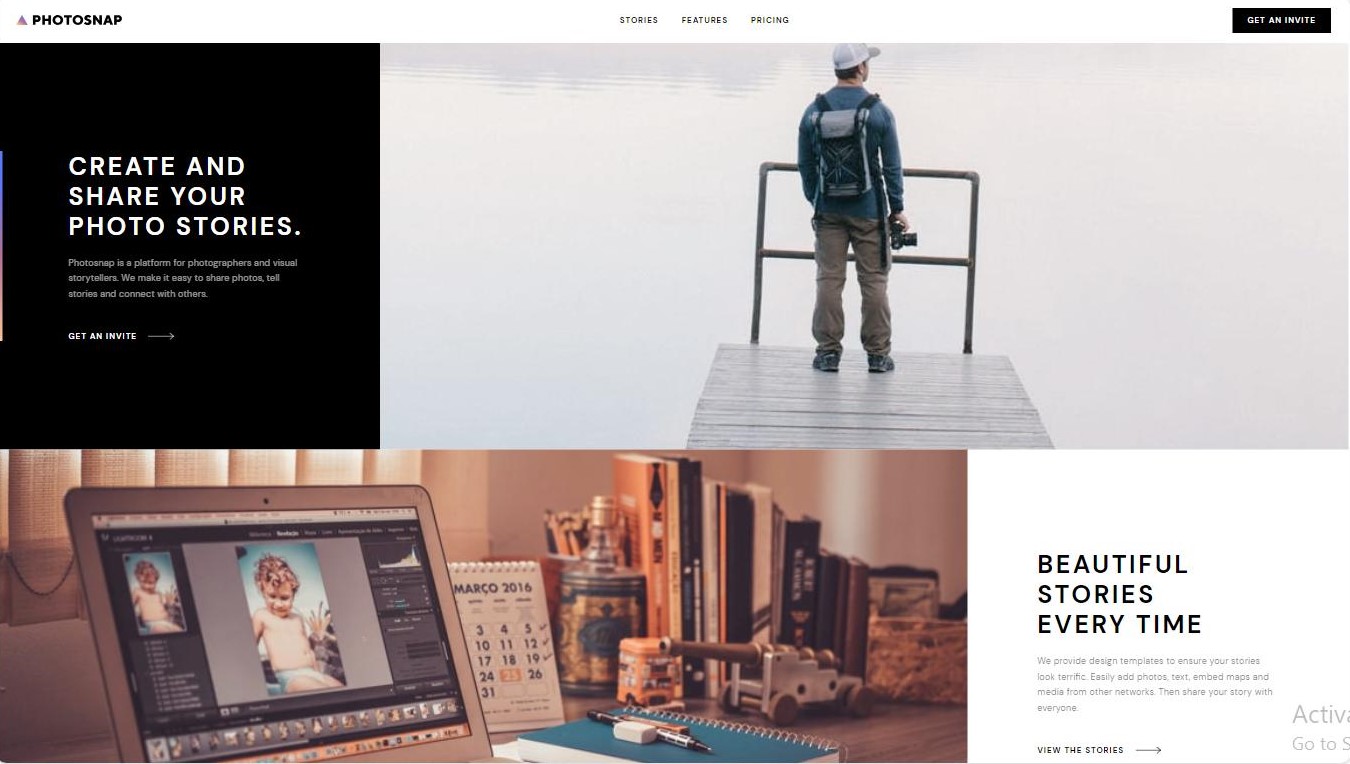 PHOTOSNAP
STORIES FEATURES PRICING
GET AN INVITE
CREATE AND
SHARE YOUR
PHOTO STORIES.
Photosnap is a platform for photographers and visual
storytellers. We make it easy to share photos, tell
stories and connect with others.
GET AN INVITE
LIGHTROOM 4
MARÇO 2016
3 4 5
10 11 12
17 18 19
24 25 26
31
BEAUTIFUL
STORIES
EVERY TIME
We provide design templates to ensure your stories
look terrific. Easily add photos, text, embed maps and
media from other networks. Then share your story with
everyone.
VIEW THE STORIES
Activa
Go to S